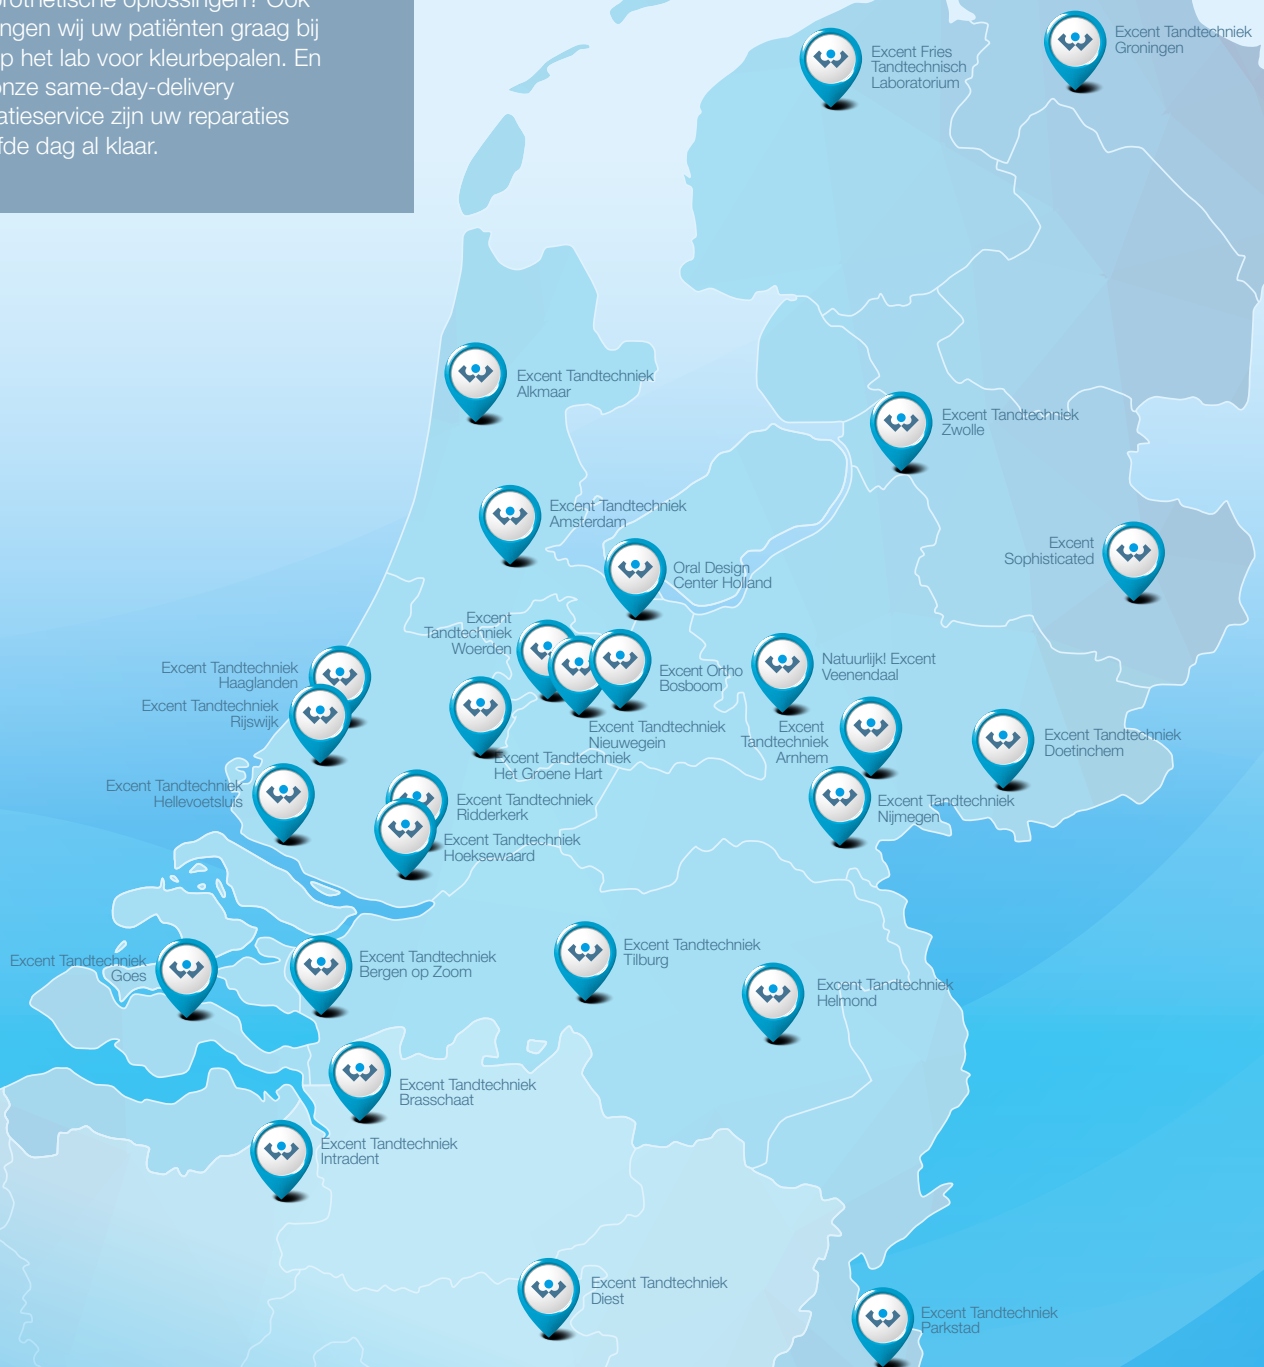 prothetische oplossingen? Ook
wij uw patiënten graag bij
op het lab voor kleurbepalen. En
onze same-day-delivery
zijn uw reparaties
dag al klaar.
Excent Fries
Tandtechnisch
Laboratorium
Excent Tandtechniek
Groningen
Excent Tandtechniek
Alkmaar
Excent Tandtechniek
Zwolle
Excent Tandtechniek
Amsterdam
Excent
Sophisticated
Oral Design
Center Holland
Excent
Tandtechniek
Woerden
Excent Tandtechniek
Haaglanden
Excent Ortho
Bosboom
Natuurlijk! Excent
Veenendaal
Excent Tandtechniek
Rijswijk
Excent Tandtechniek
Nieuwegein
Excent
Tandtechniek
Arnhem
Excent Tandtechniek
Doetinchem
Excent Tandtechniek
Het Groene Hart
Excent Tandtechniek
Hellevoetsluis
Excent Tandtechniek
Ridderkerk
Excent Tandtechniek
Nijmegen
Excent Tandtechniek
Hoeksewaard
Excent Tandtechniek
Goes
Excent Tandtechniek
Bergen op Zoom
Excent Tandtechniek
Tilburg
Excent Tandtechniek
Helmond
Excent Tandtechniek
Brasschaat
Excent Tandtechniek
Intradent
Excent Tandtechniek
Diest
Excent Tandtechniek
Parkstad